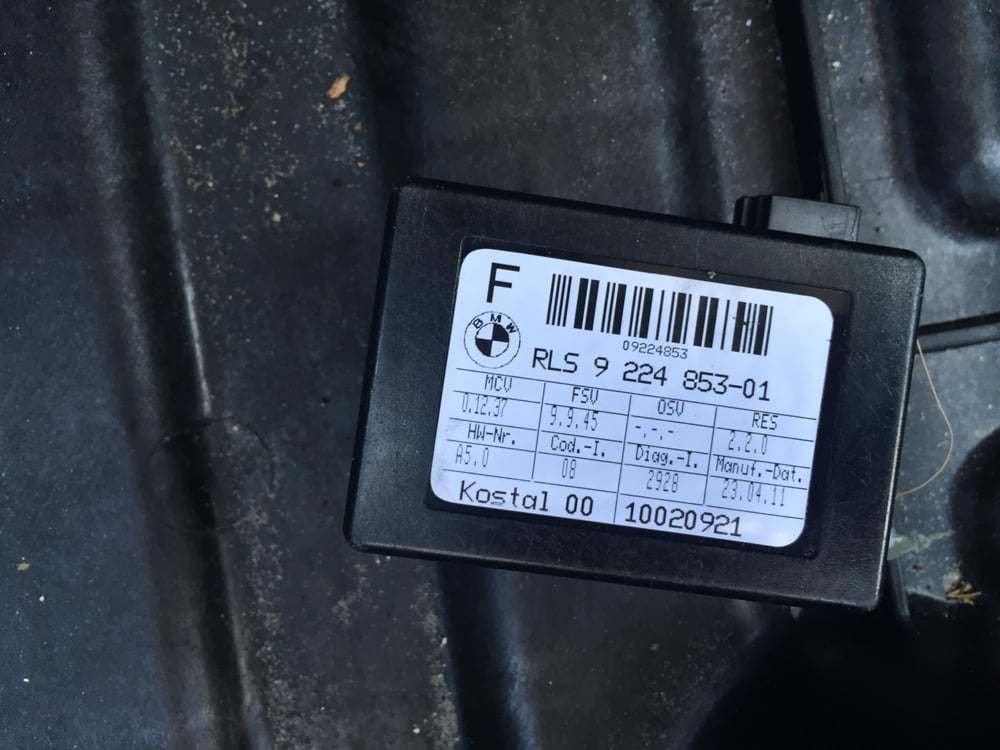 F
BMW
09224853
RLS 9 224 853-01
MCV FSV OSV RES
0.12.37 9.9.45 -.-.- 2.2.0
HW-Nr. Cod.-I. Diag.-I. Manuf.-Dat.
A5.0 08 2928 23.04.11
Kostal 00 10020921